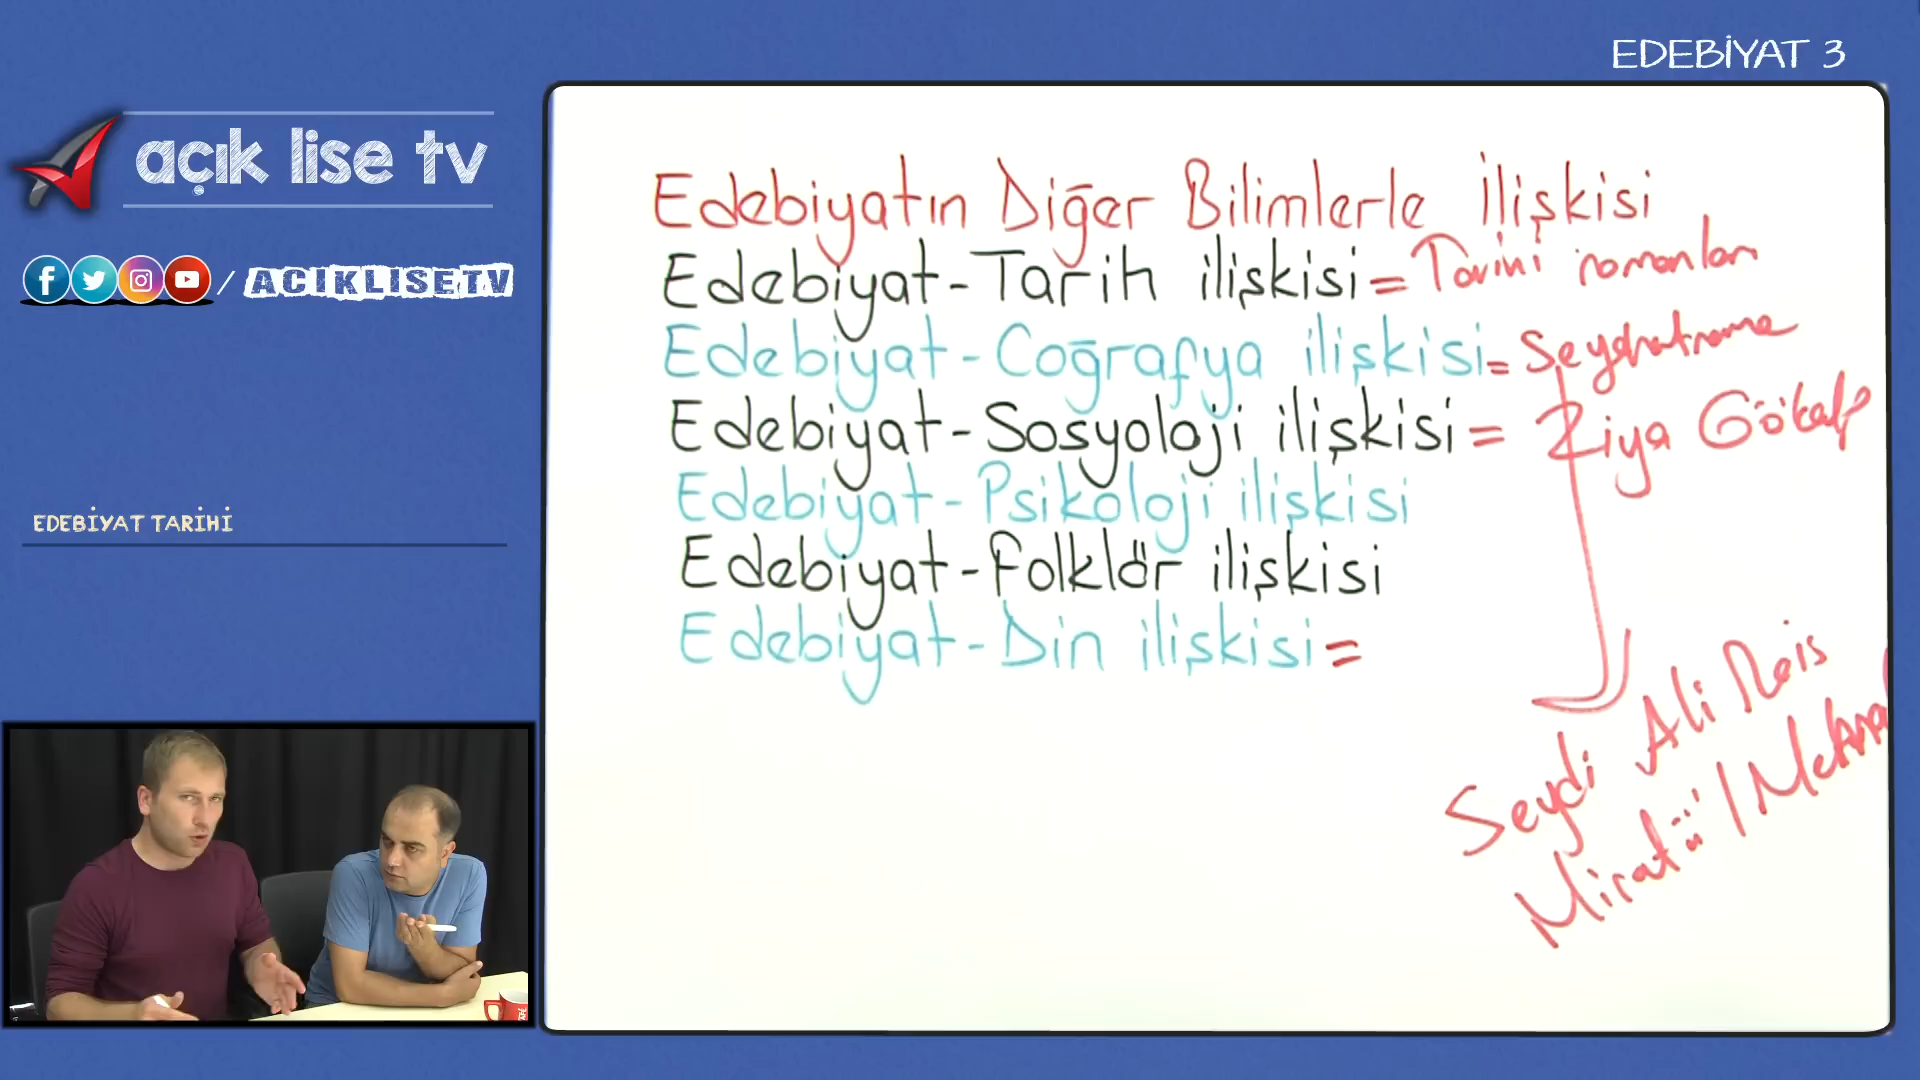 EDEBİYAT 3
açık lise tv
/ ACIKLISETV
EDEBİYAT TARİHİ
Edebiyatın Diğer Bilimlerle İlişkisi
Edebiyat-Tarih ilişkisi = Tarihi romanları
Edebiyat-Coğrafya ilişkisi = Seyahatname
Edebiyat-Sosyoloji ilişkisi = Ziya Gökalp
Edebiyat-Psikoloji ilişkisi
Edebiyat-Folklör ilişkisi
Edebiyat-Din ilişkisi =
Seydi Ali Reis
Miratü /